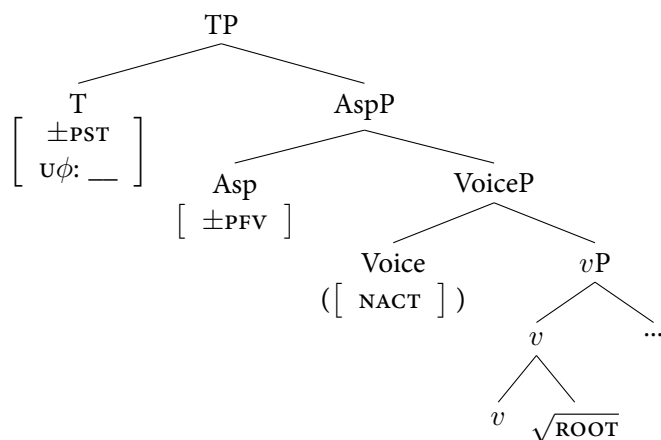 TP
T AspP
[ ±PST ]
[ uϕ: __ ]
Asp VoiceP
[ ±PFV ]
Voice vP
([ NACT ])
v ...
v √ROOT